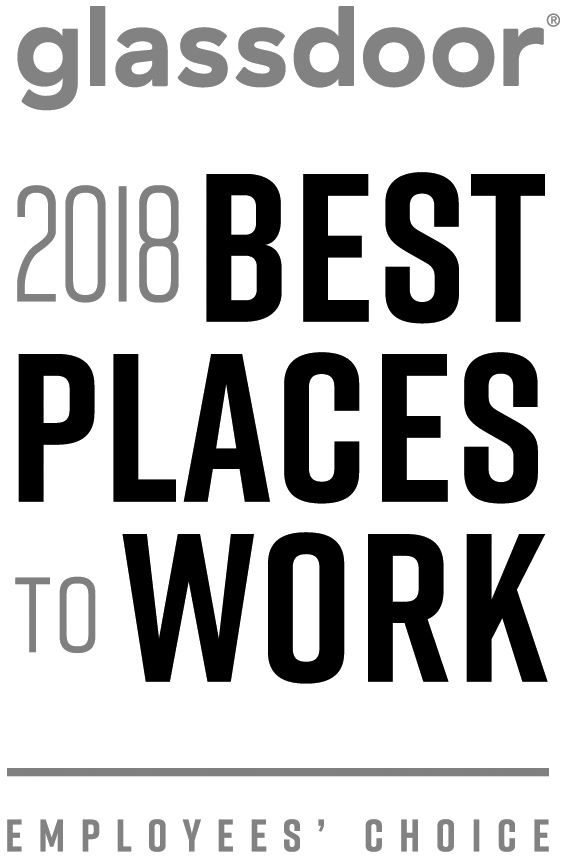 glassdoor®
2018 BEST
PLACES
TO WORK
EMPLOYEES' CHOICE